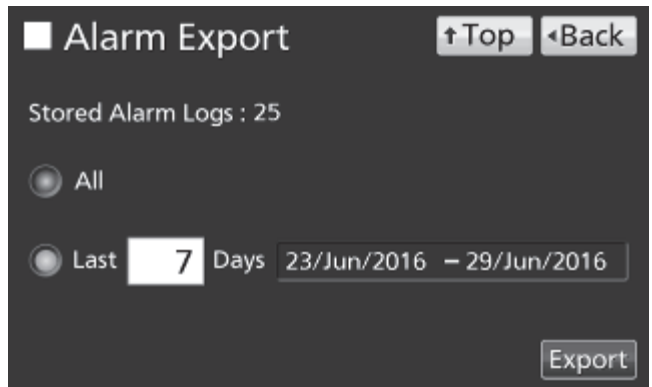 Alarm Export ↑Top ◂Back
Stored Alarm Logs : 25
All
Last 7 Days 23/Jun/2016 – 29/Jun/2016
Export